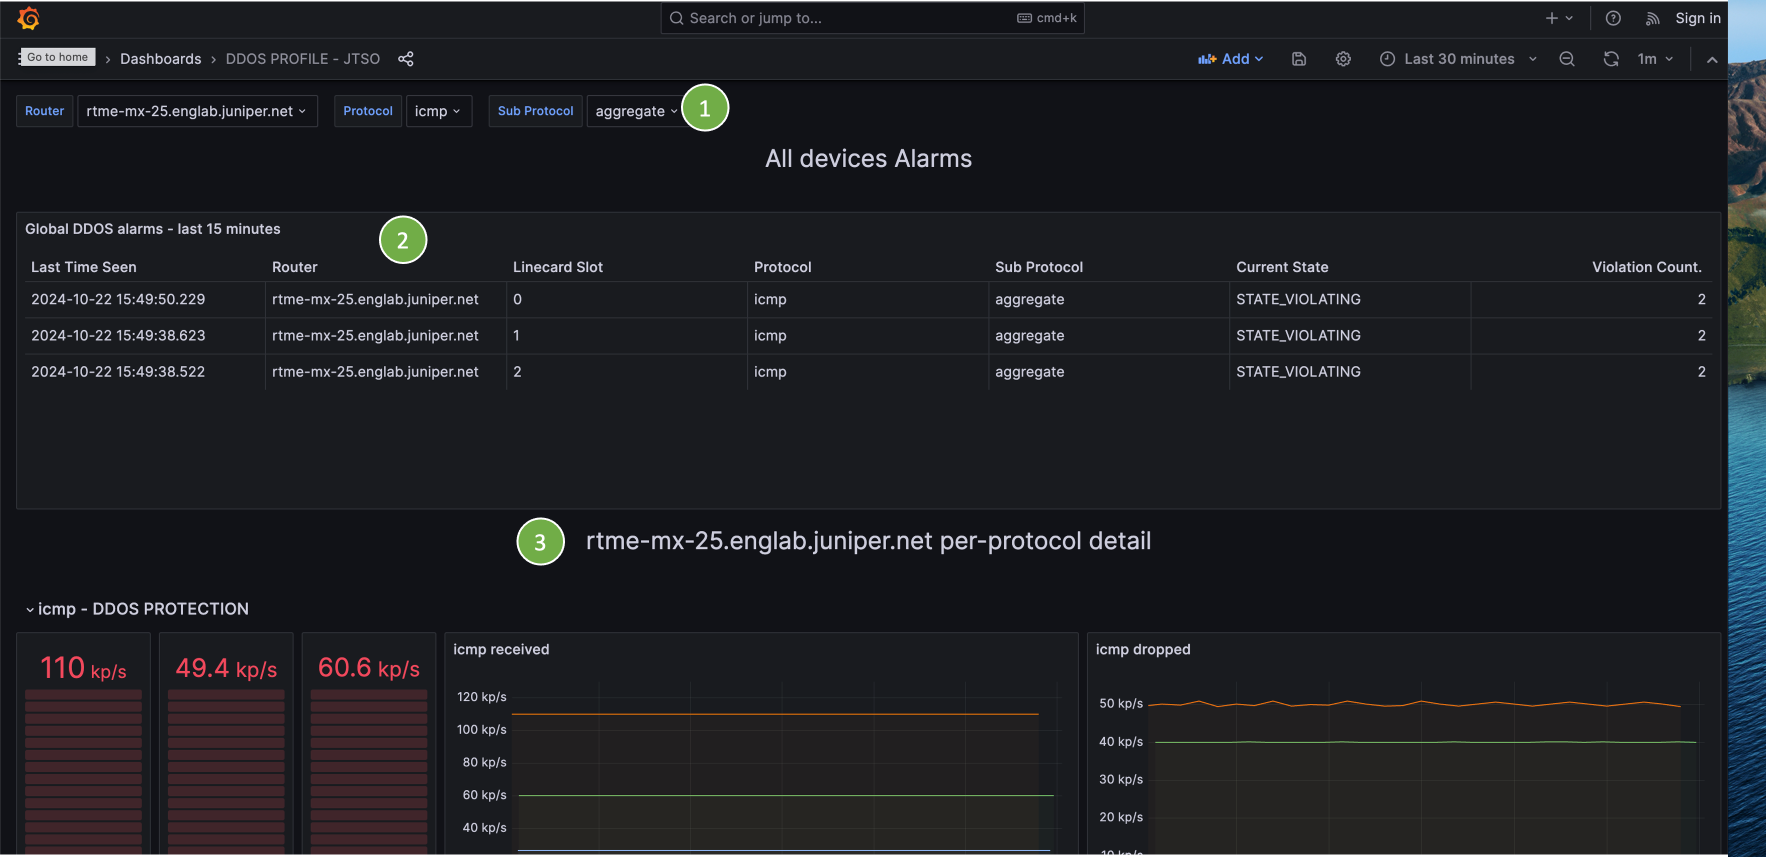 Search or jump to... cmd+k Sign in
Go to home › Dashboards › DDOS PROFILE - JTSO Add Last 30 minutes 1m
Router rtme-mx-25.englab.juniper.net Protocol icmp Sub Protocol aggregate 1
All devices Alarms
Global DDOS alarms - last 15 minutes
2
Last Time Seen Router Linecard Slot Protocol Sub Protocol Current State Violation Count.
2024-10-22 15:49:50.229 rtme-mx-25.englab.juniper.net 0 icmp aggregate STATE_VIOLATING 2
2024-10-22 15:49:38.623 rtme-mx-25.englab.juniper.net 1 icmp aggregate STATE_VIOLATING 2
2024-10-22 15:49:38.522 rtme-mx-25.englab.juniper.net 2 icmp aggregate STATE_VIOLATING 2
3 rtme-mx-25.englab.juniper.net per-protocol detail
icmp - DDOS PROTECTION
110 kp/s 49.4 kp/s 60.6 kp/s
icmp received
120 kp/s
100 kp/s
80 kp/s
60 kp/s
40 kp/s
icmp dropped
50 kp/s
40 kp/s
30 kp/s
20 kp/s
10 kp/s